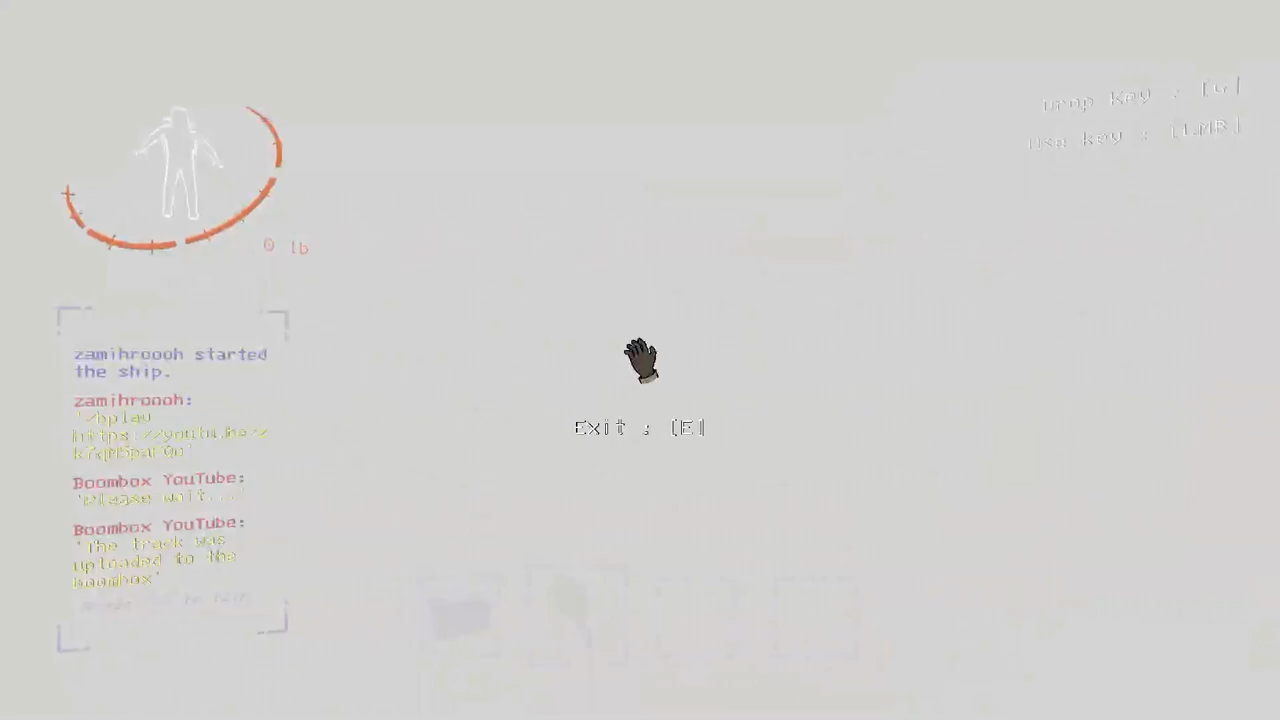 Drop Key : [G]
Use key : [LMB]
0 lb
zamihroooh started
the ship.
zamihroooh:
Exit : [E]
Boombox YouTube:
'Please wait...'
Boombox YouTube:
'The track was
uploaded to the
boombox'